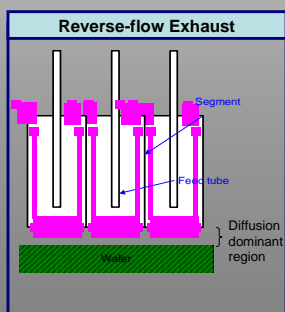 Reverse-flow Exhaust
Segment
Feed tube
Diffusion
dominant
region
Water